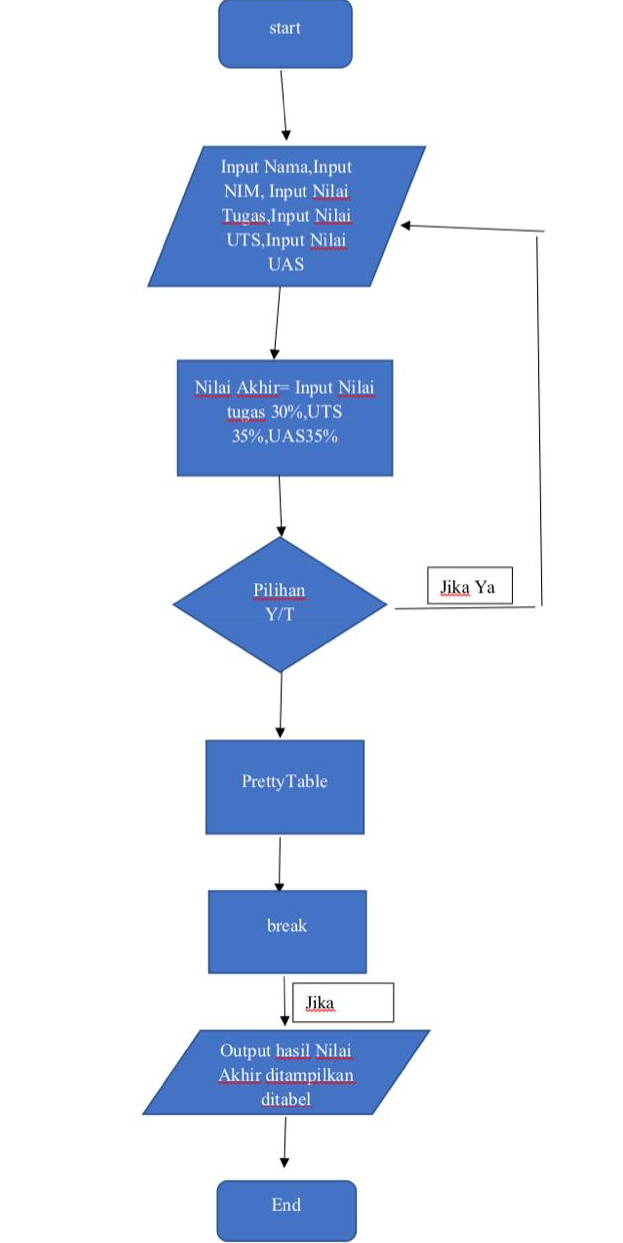 start
Input Nama,Input
NIM, Input Nilai
Tugas,Input Nilai
UTS,Input Nilai
UAS
Nilai Akhir= Input Nilai
tugas 30%,UTS
35%,UAS35%
Pilihan
Y/T
Jika Ya
PrettyTable
break
Jika
Output hasil Nilai
Akhir ditampilkan
ditabel
End